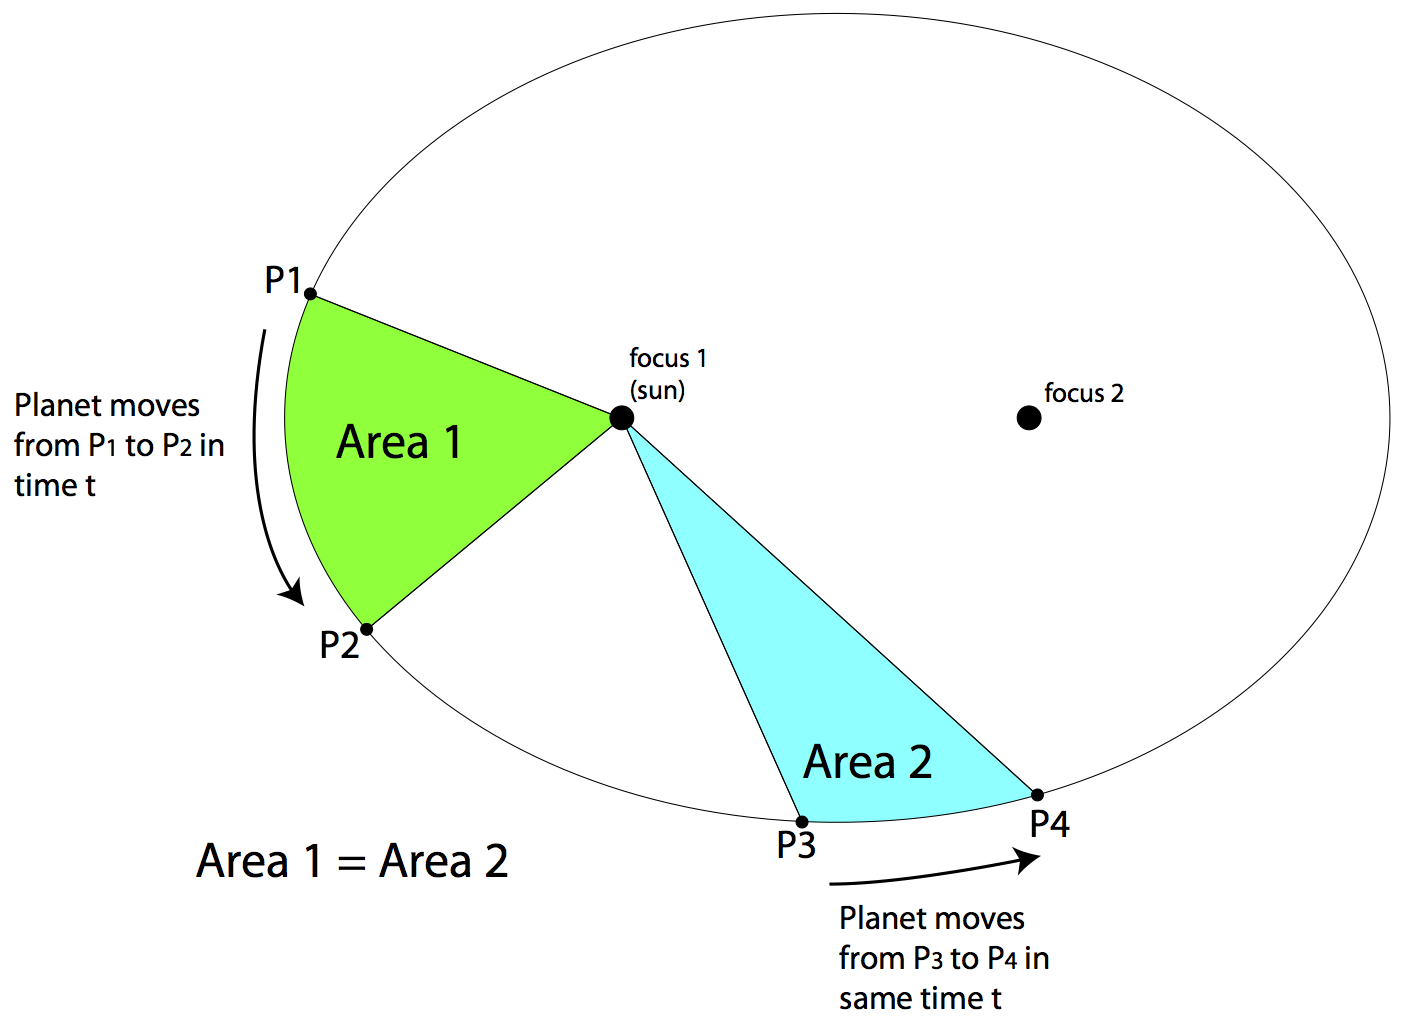 P1
focus 1
(sun)
focus 2
Planet moves
from P1 to P2 in
time t
Area 1
P2
Area 2
P3
P4
Area 1 = Area 2
Planet moves
from P3 to P4 in
same time t